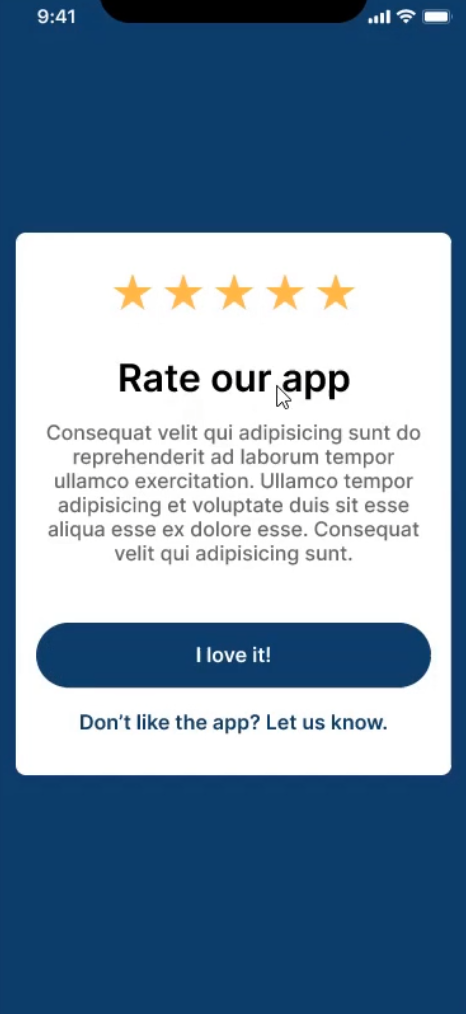 9:41
Rate our app
Consequat velit qui adipisicing sunt do
reprehenderit ad laborum tempor
ullamco exercitation. Ullamco tempor
adipisicing et voluptate duis sit esse
aliqua esse ex dolore esse. Consequat
velit qui adipisicing sunt.
I love it!
Don’t like the app? Let us know.